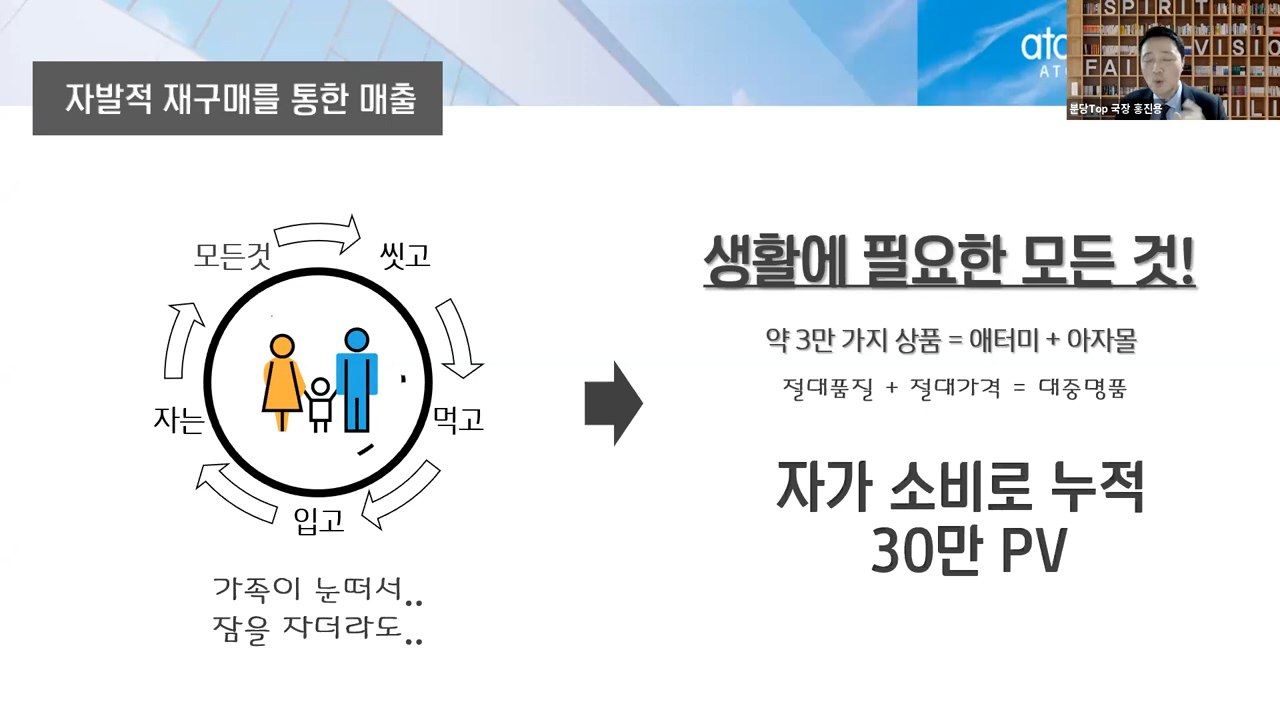 자발적 재구매를 통한 매출
SPIRIT
VISIO
FAI
분당Top 국장 홍진용
모든것
씻고
먹고
입고
자는
가족이 눈떠서..
잠을 자더라도..
생활에 필요한 모든 것!
약 3만 가지 상품 = 애터미 + 아자몰
절대품질 + 절대가격 = 대중명품
자가 소비로 누적
30만 PV